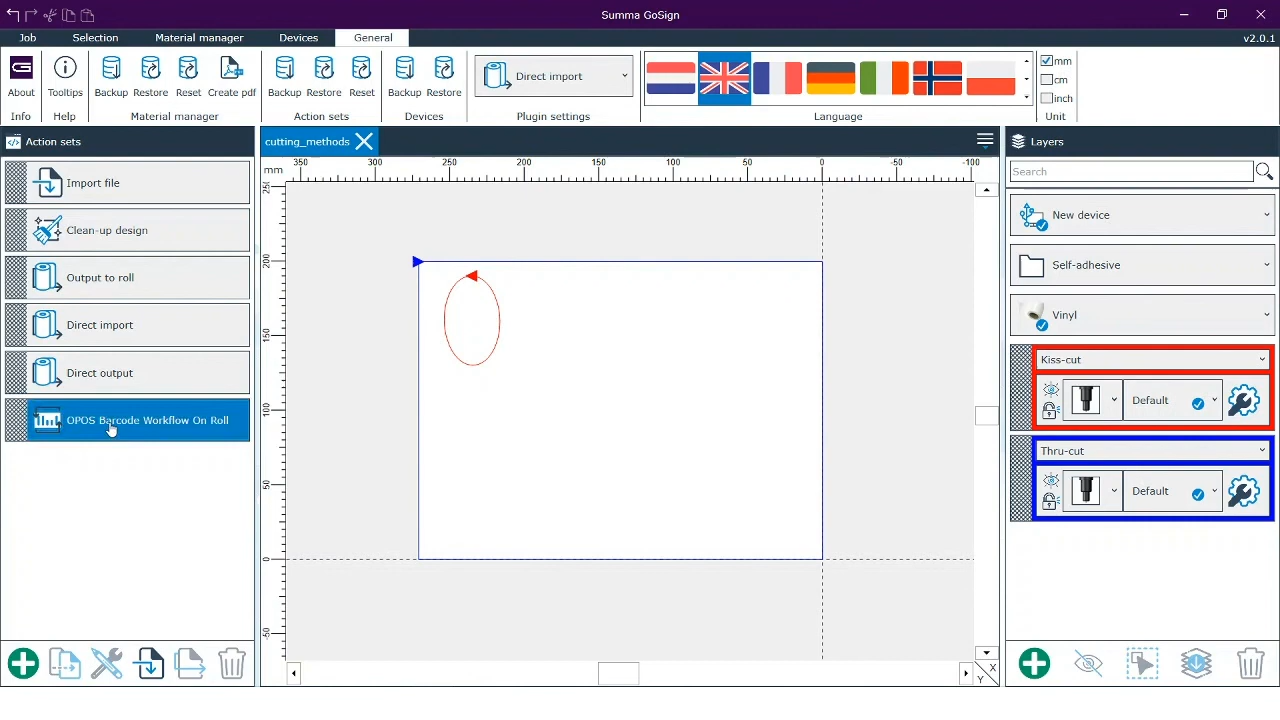 Summa GoSign
Job Selection Material manager Devices General v2.0.1
About Tooltips Backup Restore Reset Create pdf Backup Restore Reset Backup Restore Direct import mm cm inch
Info Help Material manager Action sets Devices Plugin settings Language Unit
Action sets
Import file
Clean-up design
Output to roll
Direct import
Direct output
OPOS Barcode Workflow On Roll
cutting_methods
mm 350 300 250 200 150 100 50 0 -50 -100
250
200
150
100
50
0
-50
X
Y
Layers
Search
New device
Self-adhesive
Vinyl
Kiss-cut
Default
Thru-cut
Default